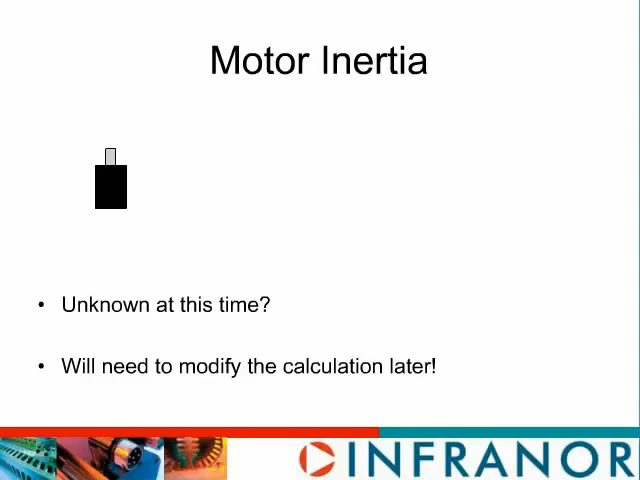 Motor Inertia
• Unknown at this time?
• Will need to modify the calculation later!
INFRANOR